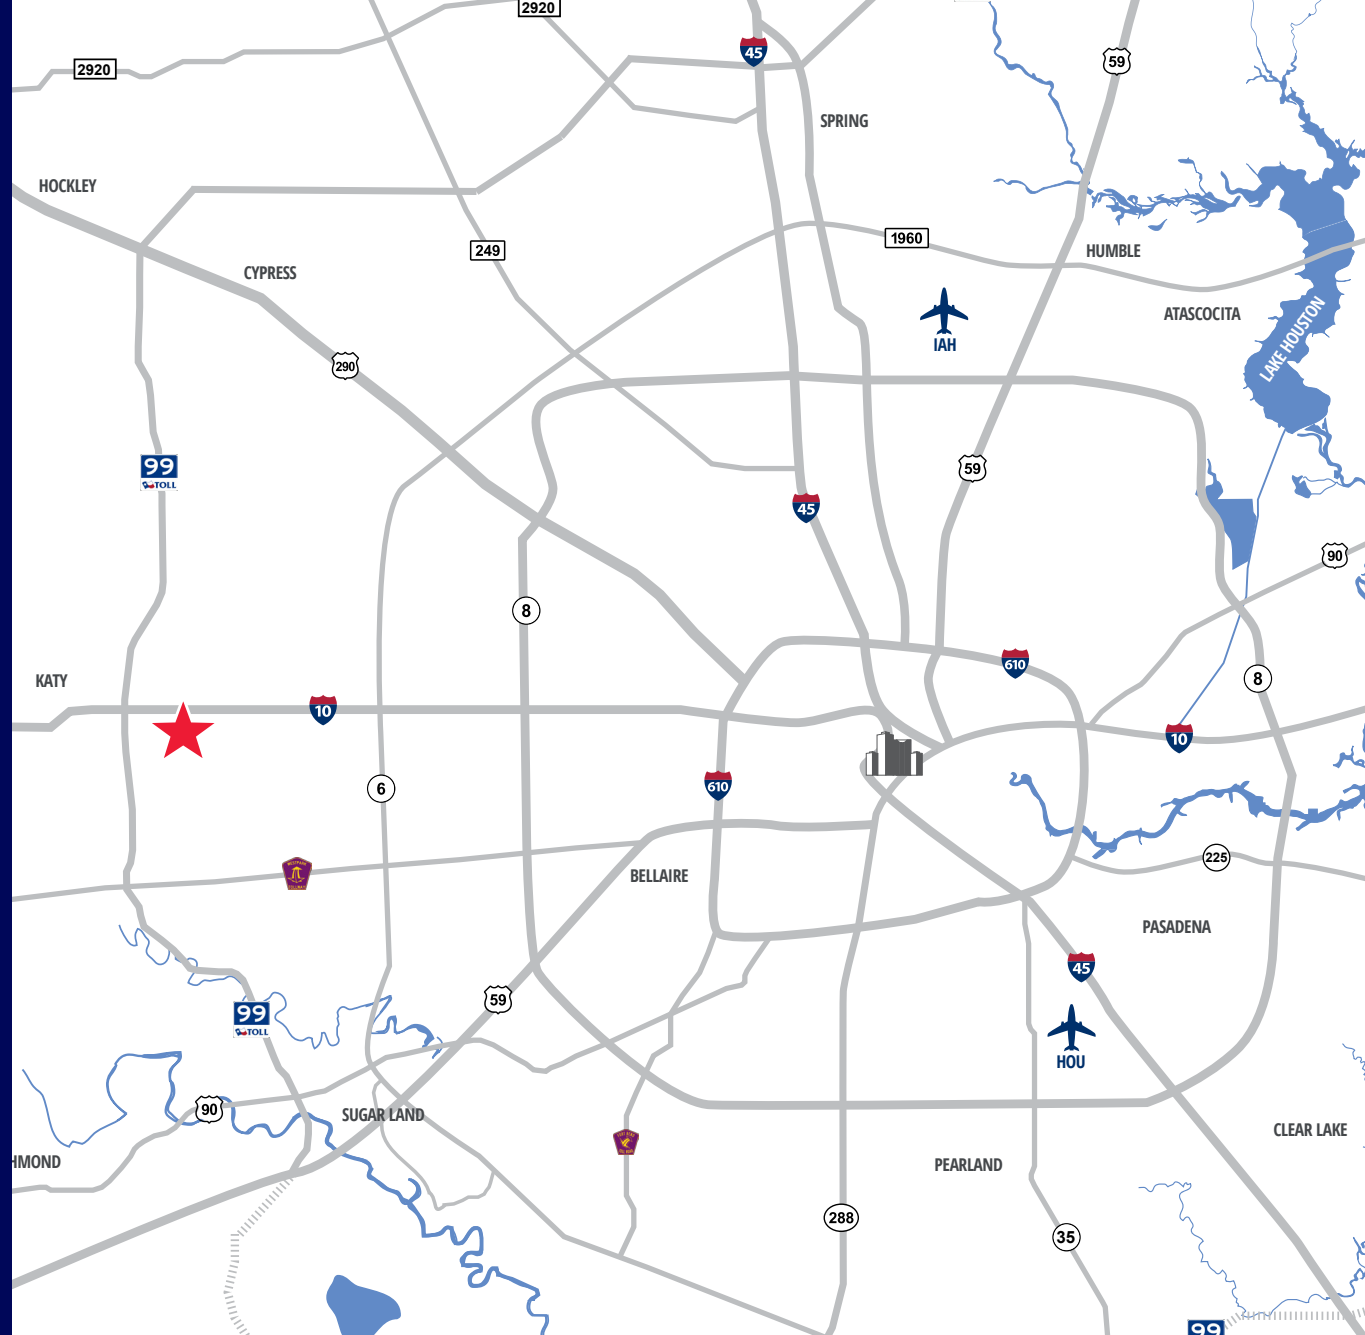 2920
2920
45
59
SPRING
HOCKLEY
1960
249
HUMBLE
CYPRESS
ATASCOCITA
LAKE HOUSTON
IAH
290
99
TOLL
59
45
90
8
610
8
KATY
10
10
610
6
WESTPARK
TOLLWAY
225
BELLAIRE
PASADENA
45
59
99
TOLL
HOU
90
SUGAR LAND
CLEAR LAKE
HMOND
PEARLAND
288
35
99